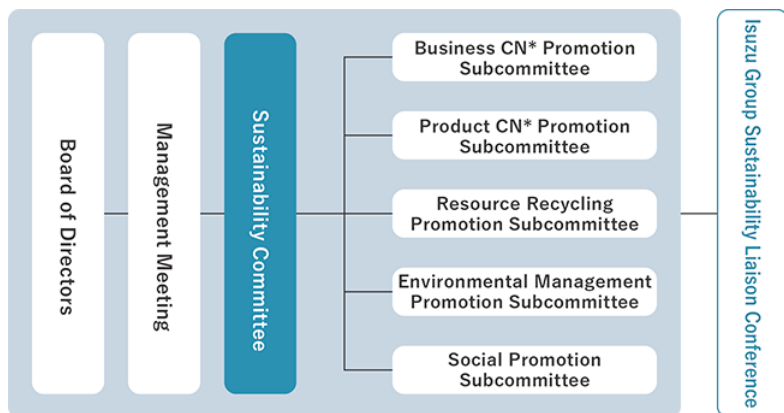 Board of Directors
Management Meeting
Sustainability Committee
Business CN* Promotion
Subcommittee
Product CN* Promotion
Subcommittee
Resource Recycling
Promotion Subcommittee
Environmental Management
Promotion Subcommittee
Social Promotion
Subcommittee
Isuzu Group Sustainability Liaison Conference